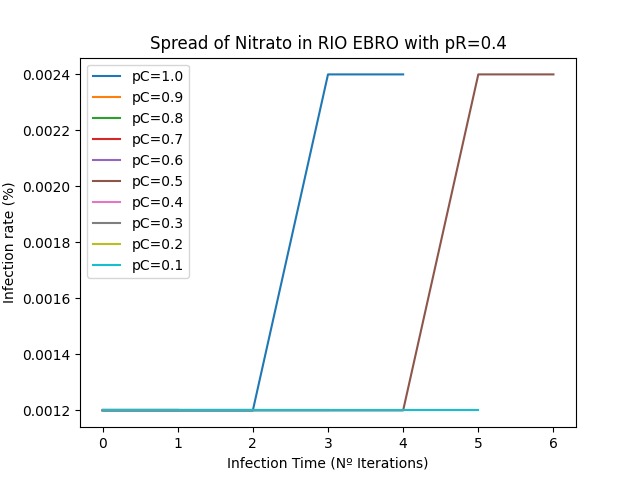 Spread of Nitrato in RIO EBRO with pR=0.4
Infection rate (%)
0.0024
0.0022
0.0020
0.0018
0.0016
0.0014
0.0012
pC=1.0
pC=0.9
pC=0.8
pC=0.7
pC=0.6
pC=0.5
pC=0.4
pC=0.3
pC=0.2
pC=0.1
0 1 2 3 4 5 6
Infection Time (Nº Iterations)